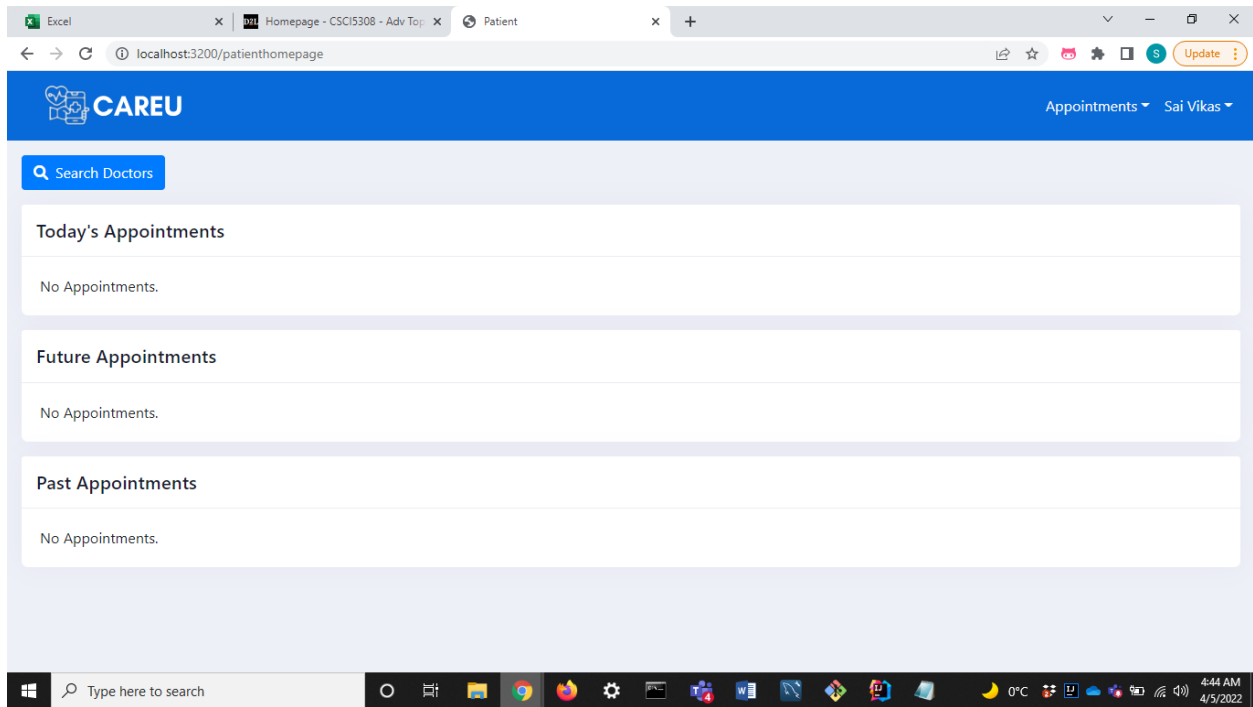 Excel
DZL Homepage - CSCI5308 - Adv Top
Patient
localhost:3200/patienthomepage
S
Update
CAREU
Appointments
Sai Vikas
Search Doctors
Today's Appointments
No Appointments.
Future Appointments
No Appointments.
Past Appointments
No Appointments.
Type here to search
4
0°C
4:44 AM
4/5/2022